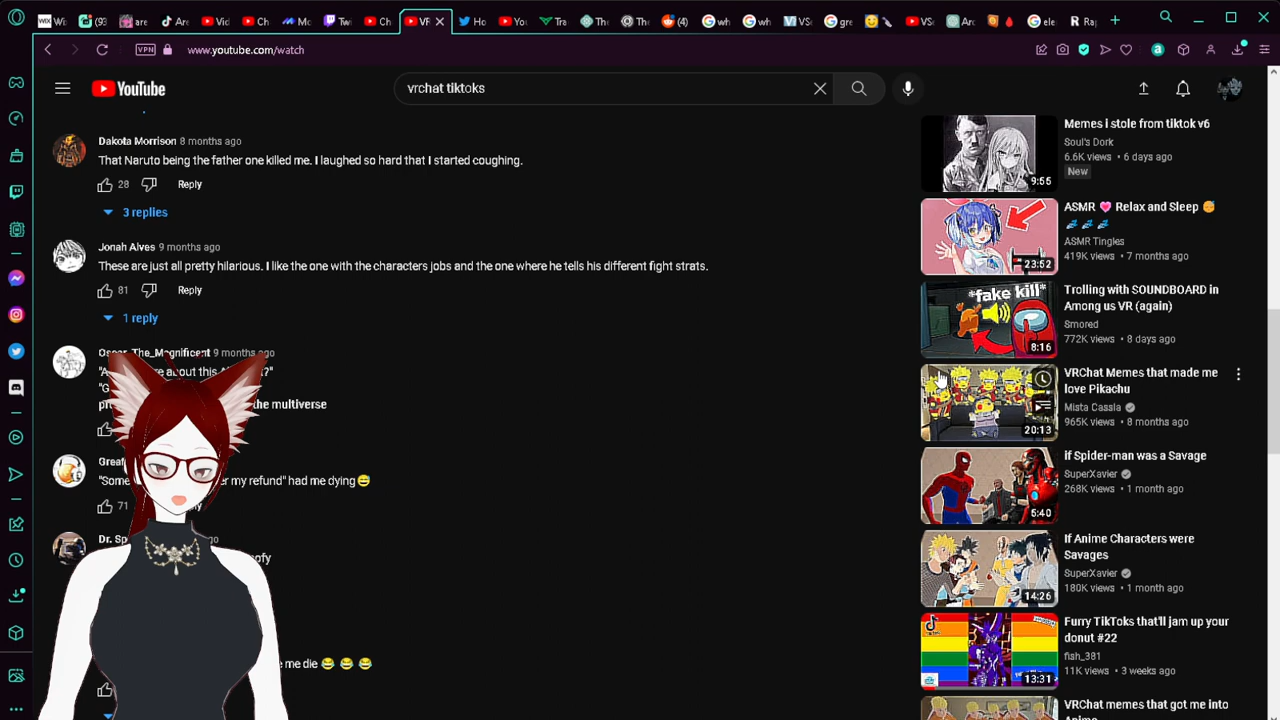 www.youtube.com/watch
VPN
YouTube
vrchat tiktoks
Dakota Morrison 8 months ago
That Naruto being the father one killed me. I laughed so hard that I started coughing.
28 Reply
3 replies
Jonah Alves 9 months ago
These are just all pretty hilarious. I like the one with the characters jobs and the one where he tells his different fight strats.
81 Reply
1 reply
Oscar_The_Magnificent 9 months ago
re about this
the multiverse
Great
"Some er my refund" had me dying
71
Dr. Sp go
ofy
me die
Memes i stole from tiktok v6
Soul's Dork
6.6K views • 6 days ago
New
9:55
ASMR Relax and Sleep
ASMR Tingles
419K views • 7 months ago
23:52
*fake kill*
Trolling with SOUNDBOARD in
Among us VR (again)
Smored
772K views • 8 days ago
8:16
VRChat Memes that made me
love Pikachu
Mista Cassia
965K views • 8 months ago
20:13
if Spider-man was a Savage
SuperXavier
268K views • 1 month ago
5:40
If Anime Characters were
Savages
SuperXavier
180K views • 1 month ago
14:26
Furry TikToks that'll jam up your
donut #22
fish_381
11K views • 3 weeks ago
13:31
VRChat memes that got me into